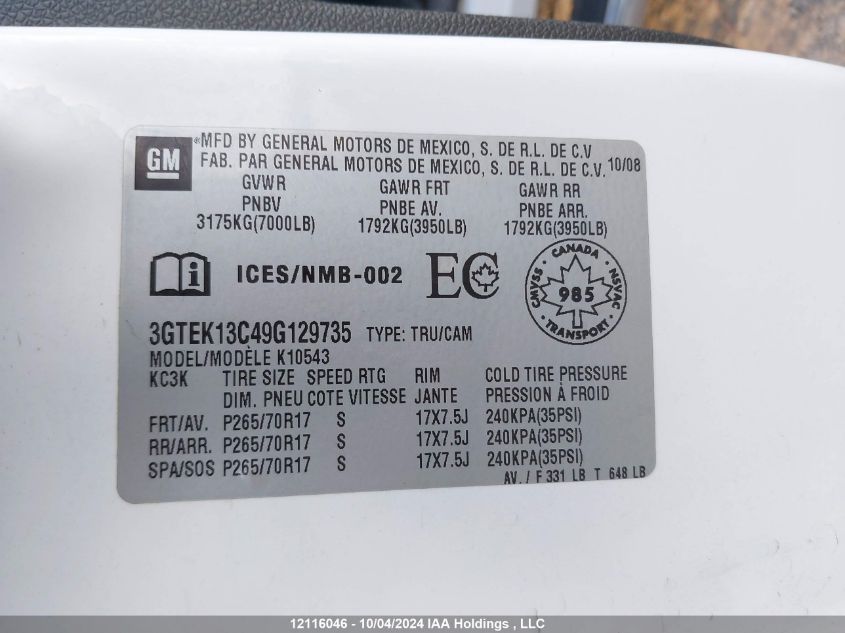 GM
*MFD BY GENERAL MOTORS DE MEXICO, S. DE R.L. DE C.V
FAB. PAR GENERAL MOTORS DE MEXICO, S. DE R.L. DE C.V. 10/08
GVWR GAWR FRT GAWR RR
PNBV PNBE AV. PNBE ARR.
3175KG(7000LB) 1792KG(3950LB) 1792KG(3950LB)
i ICES/NMB-002 EC
CANADA
CMVSS 985 NSVAC
TRANSPORT
3GTEK13C49G129735 TYPE: TRU/CAM
MODEL/MODÈLE K10543
KC3K TIRE SIZE SPEED RTG RIM COLD TIRE PRESSURE
DIM. PNEU COTE VITESSE JANTE PRESSION À FROID
FRT/AV. P265/70R17 S 17X7.5J 240KPA(35PSI)
RR/ARR. P265/70R17 S 17X7.5J 240KPA(35PSI)
SPA/SOS P265/70R17 S 17X7.5J 240KPA(35PSI)
AV. / F 331 LB T 648 LB
12116046 - 10/04/2024 IAA Holdings , LLC